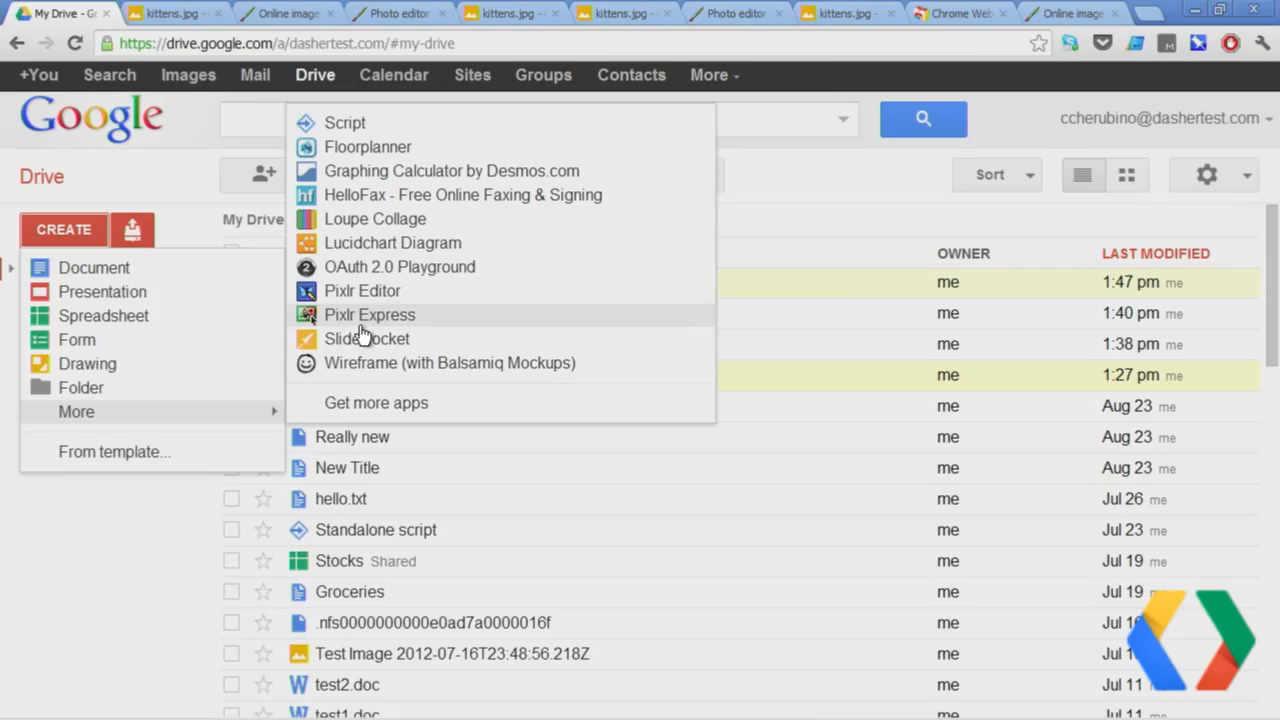 My Drive - G
kittens.jpg -
Online image
Photo editor
kittens.jpg -
kittens.jpg -
Photo editor
kittens.jpg -
Chrome Web
Online image
https://drive.google.com/a/dashertest.com/#my-drive
+You Search Images Mail Drive Calendar Sites Groups Contacts More
Google
ccherubino@dashertest.com
Drive
Sort
CREATE
My Drive
OWNER LAST MODIFIED
Document
Presentation
Spreadsheet
Form
Drawing
Folder
More
From template...
Script
Floorplanner
Graphing Calculator by Desmos.com
HelloFax - Free Online Faxing & Signing
Loupe Collage
Lucidchart Diagram
OAuth 2.0 Playground
Pixlr Editor
Pixlr Express
Wireframe (with Balsamiq Mockups)
Get more apps
me 1:47 pm me
me 1:40 pm me
me 1:38 pm me
me 1:27 pm me
me Aug 23 me
Really new me Aug 23 me
New Title me Aug 23 me
hello.txt me Jul 26 me
Standalone script me Jul 23 me
Stocks Shared me Jul 19 me
Groceries me Jul 19 me
.nfs0000000000e0ad7a0000016f me
Test Image 2012-07-16T23:48:56.218Z me
test2.doc me Jul 11 me
test1.doc me Jul 11 me